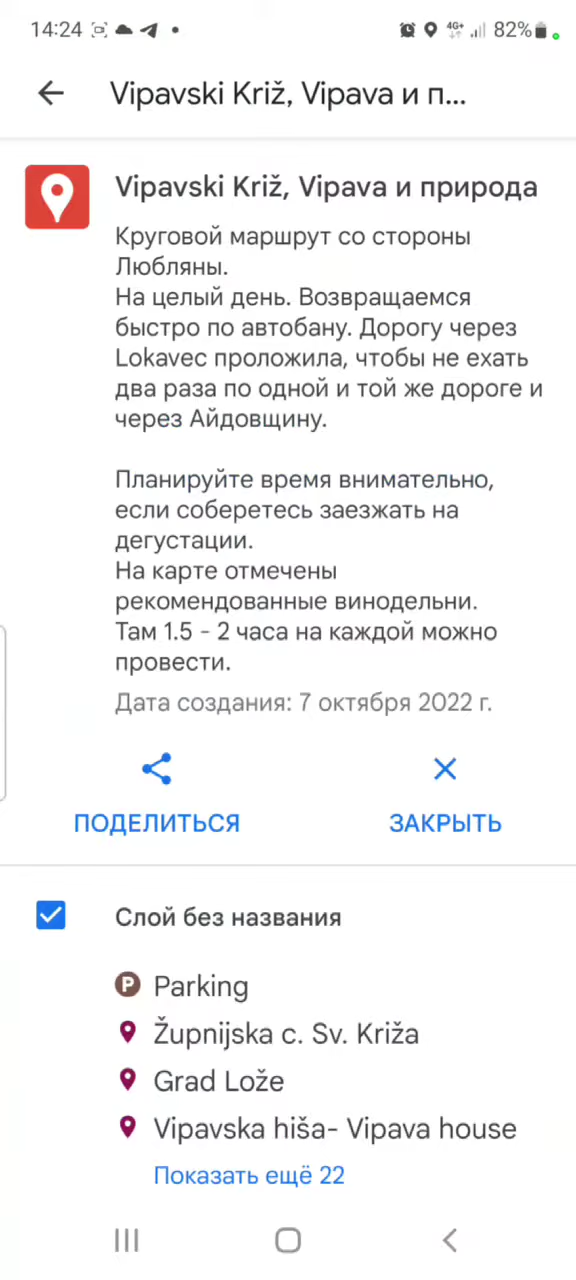 14:24 4G+ 82%
Vipavski Križ, Vipava и п...
Vipavski Križ, Vipava и природа
Круговой маршрут со стороны
Любляны.
На целый день. Возвращаемся
быстро по автобану. Дорогу через
Lokavec проложила, чтобы не ехать
два раза по одной и той же дороге и
через Айдовщину.
Планируйте время внимательно,
если соберетесь заезжать на
дегустации.
На карте отмечены
рекомендованные винодельни.
Там 1.5 - 2 часа на каждой можно
провести.
Дата создания: 7 октября 2022 г.
ПОДЕЛИТЬСЯ ЗАКРЫТЬ
Слой без названия
P Parking
Župnijska c. Sv. Križa
Grad Lože
Vipavska hiša- Vipava house
Показать ещё 22